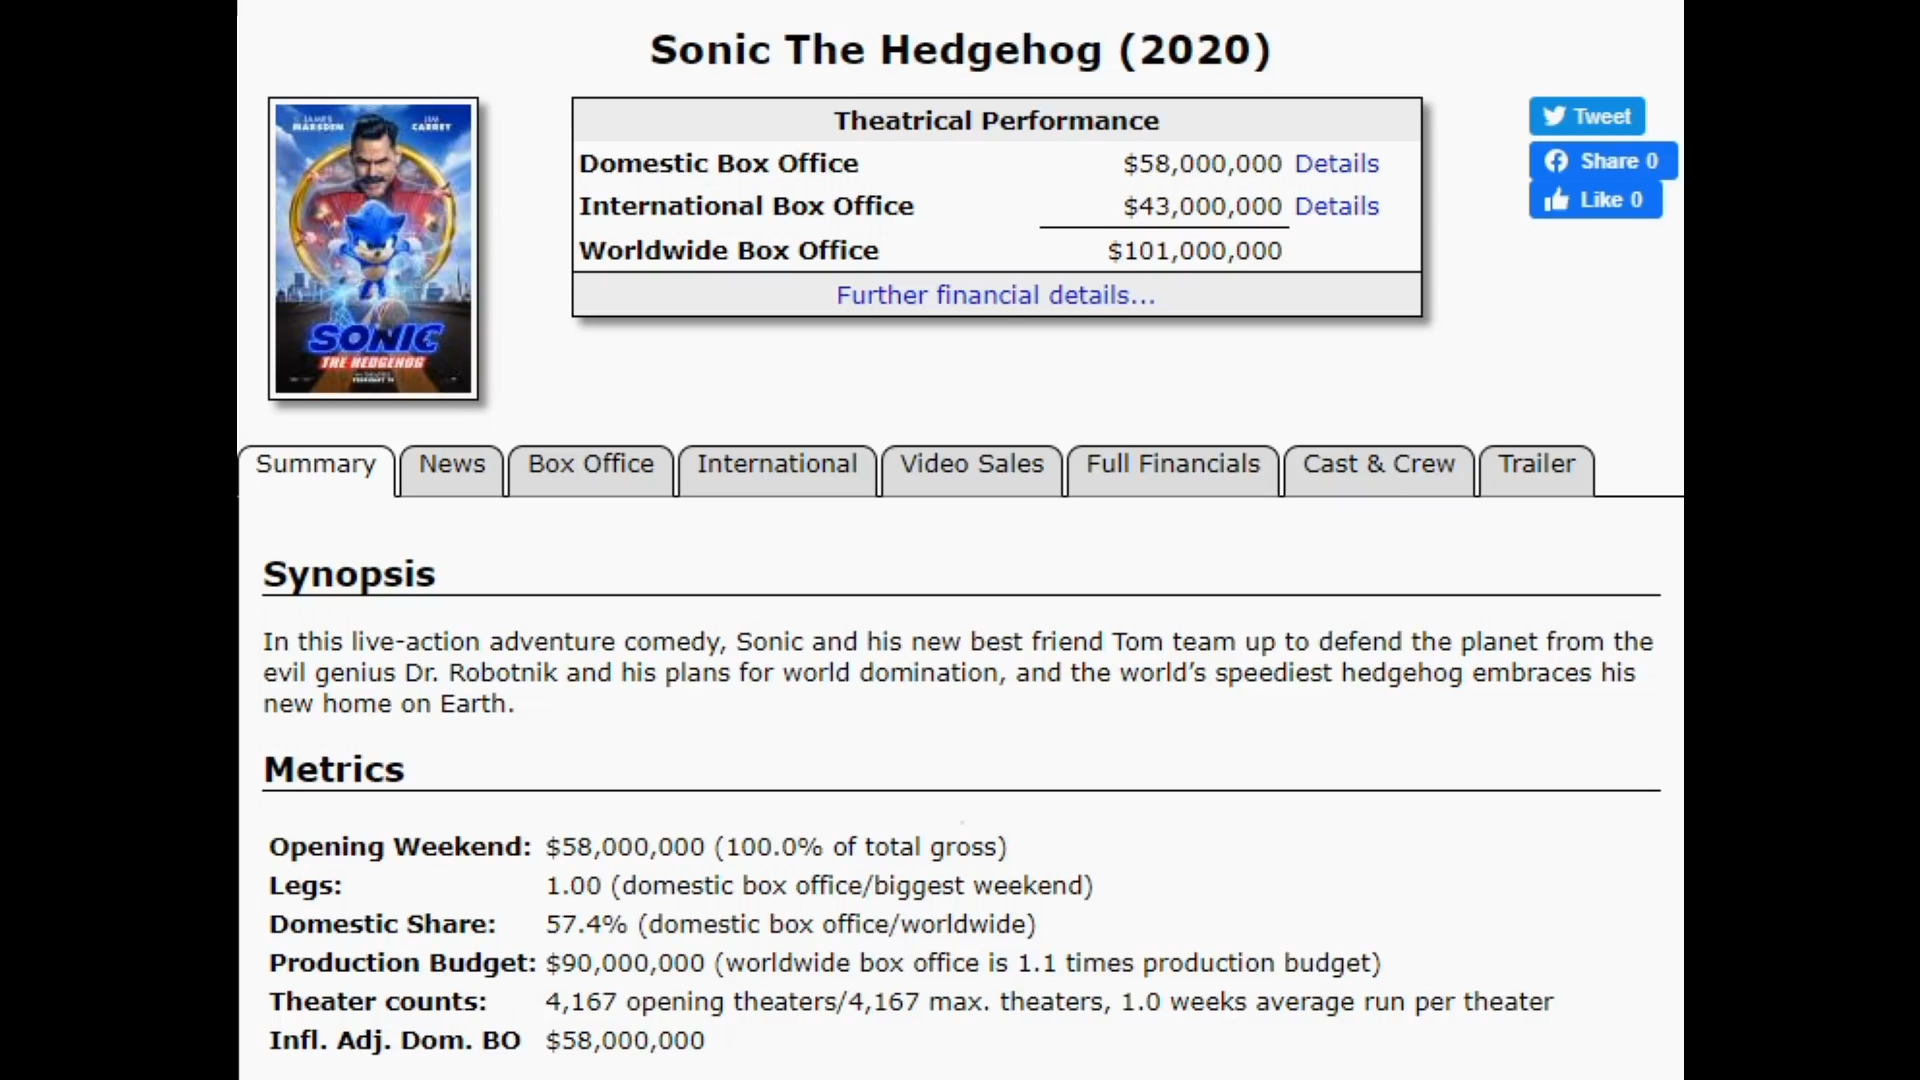 Sonic The Hedgehog (2020)
JAMES MARSDEN
JIM CARREY
SONIC
THE HEDGEHOG
FEBRUARY 14
Theatrical Performance
Domestic Box Office $58,000,000 Details
International Box Office $43,000,000 Details
Worldwide Box Office $101,000,000
Further financial details...
Tweet
Share 0
Like 0
Summary News Box Office International Video Sales Full Financials Cast & Crew Trailer
Synopsis
In this live-action adventure comedy, Sonic and his new best friend Tom team up to defend the planet from the
evil genius Dr. Robotnik and his plans for world domination, and the world’s speediest hedgehog embraces his
new home on Earth.
Metrics
Opening Weekend: $58,000,000 (100.0% of total gross)
Legs: 1.00 (domestic box office/biggest weekend)
Domestic Share: 57.4% (domestic box office/worldwide)
Production Budget: $90,000,000 (worldwide box office is 1.1 times production budget)
Theater counts: 4,167 opening theaters/4,167 max. theaters, 1.0 weeks average run per theater
Infl. Adj. Dom. BO $58,000,000